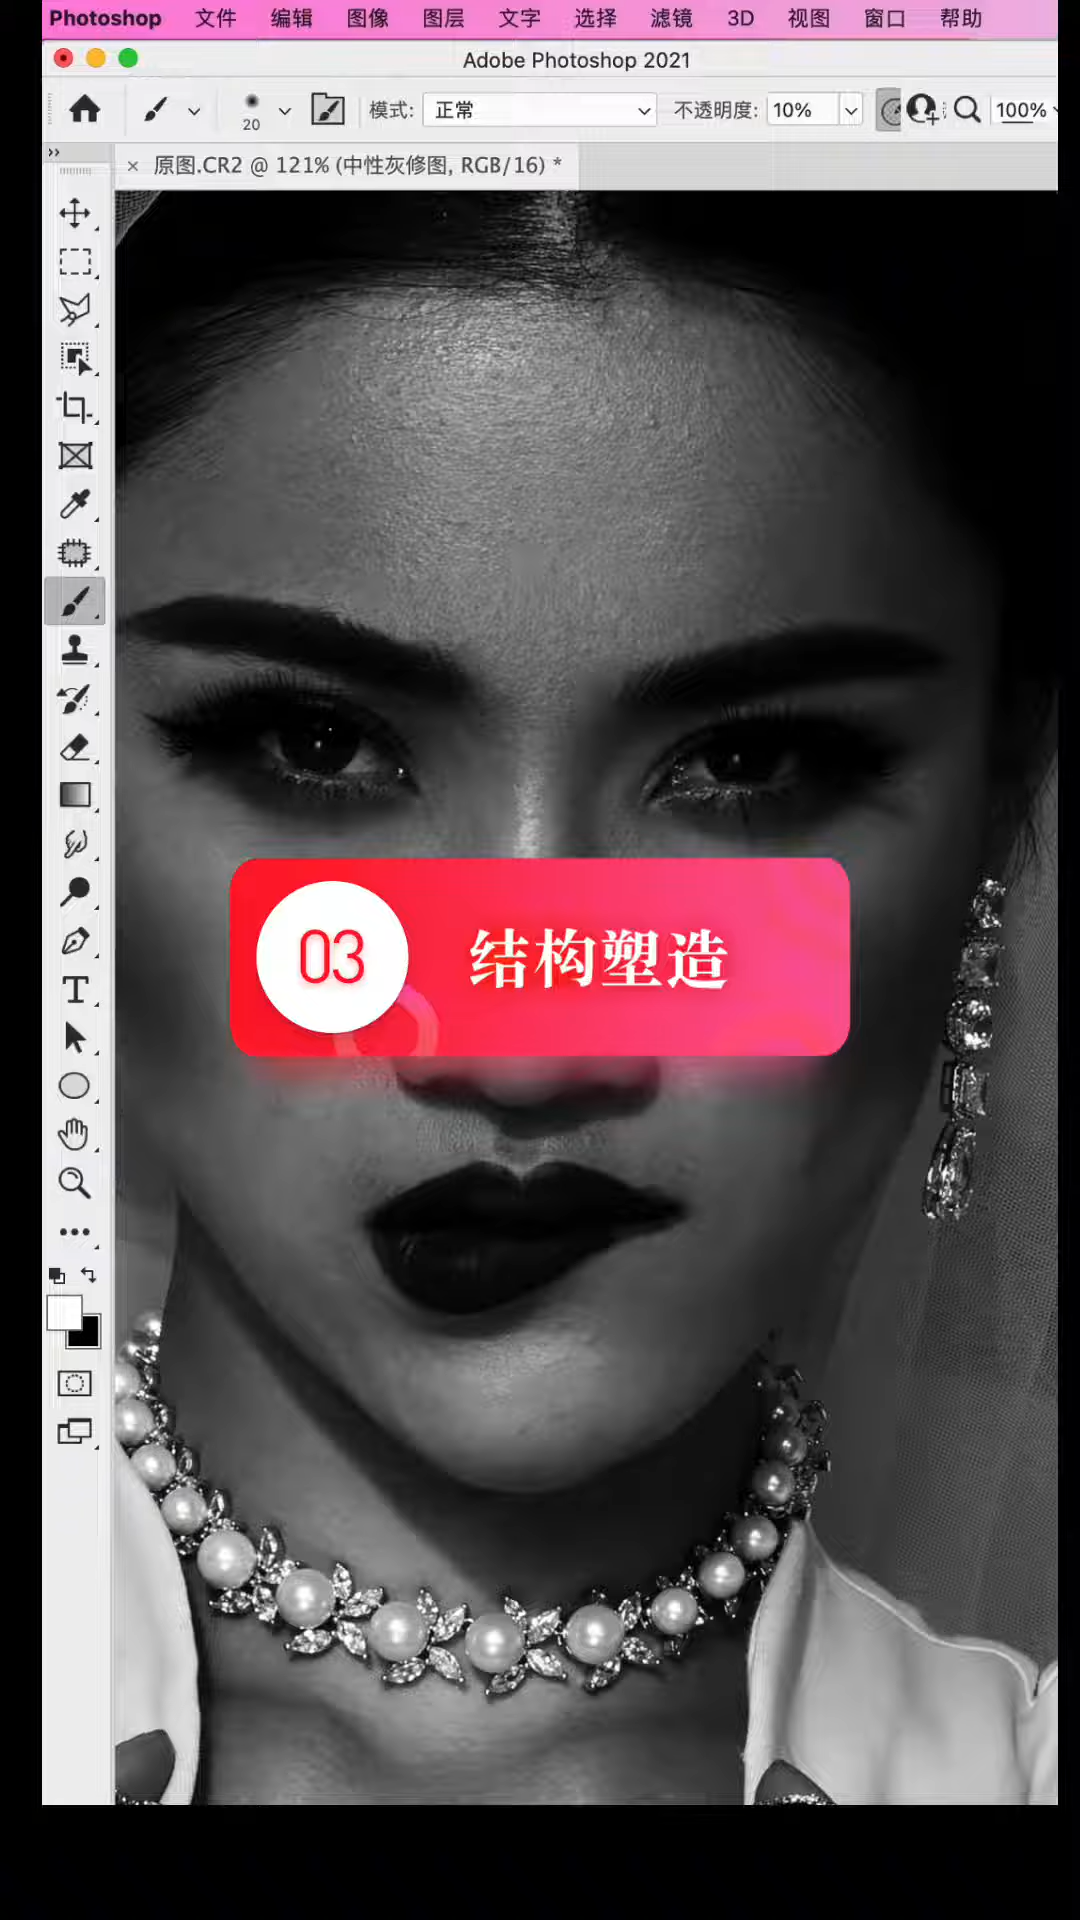 Photoshop 文件 编辑 图像 图层 文字 选择 滤镜 3D 视图 窗口 帮助
Adobe Photoshop 2021
20 模式: 正常 不透明度: 10% 100%
× 原图.CR2 @ 121% (中性灰修图, RGB/16) *
03 结构塑造